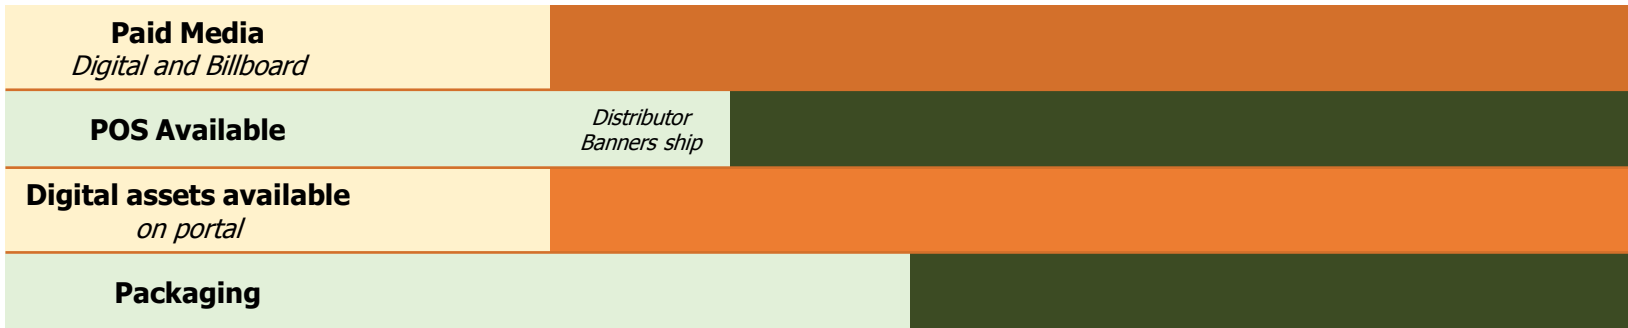 Paid Media
Digital and Billboard
POS Available
Distributor
Banners ship
Digital assets available
on portal
Packaging